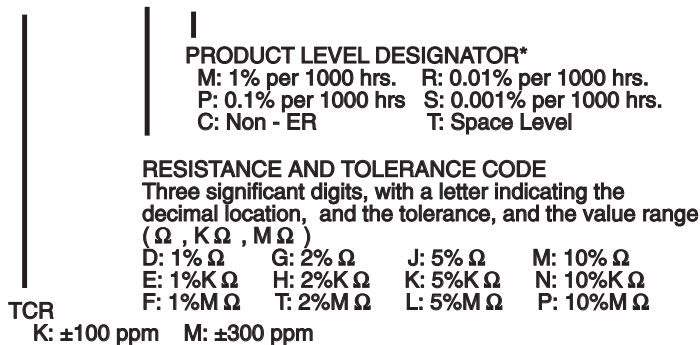 PRODUCT LEVEL DESIGNATOR*
M: 1% per 1000 hrs. R: 0.01% per 1000 hrs.
P: 0.1% per 1000 hrs S: 0.001% per 1000 hrs.
C: Non - ER T: Space Level
RESISTANCE AND TOLERANCE CODE
Three significant digits, with a letter indicating the
decimal location, and the tolerance, and the value range
( Ω , K Ω , M Ω )
D: 1% Ω G: 2% Ω J: 5% Ω M: 10% Ω
E: 1%K Ω H: 2%K Ω K: 5%K Ω N: 10%K Ω
F: 1%M Ω T: 2%M Ω L: 5%M Ω P: 10%M Ω
TCR
K: ±100 ppm M: ±300 ppm